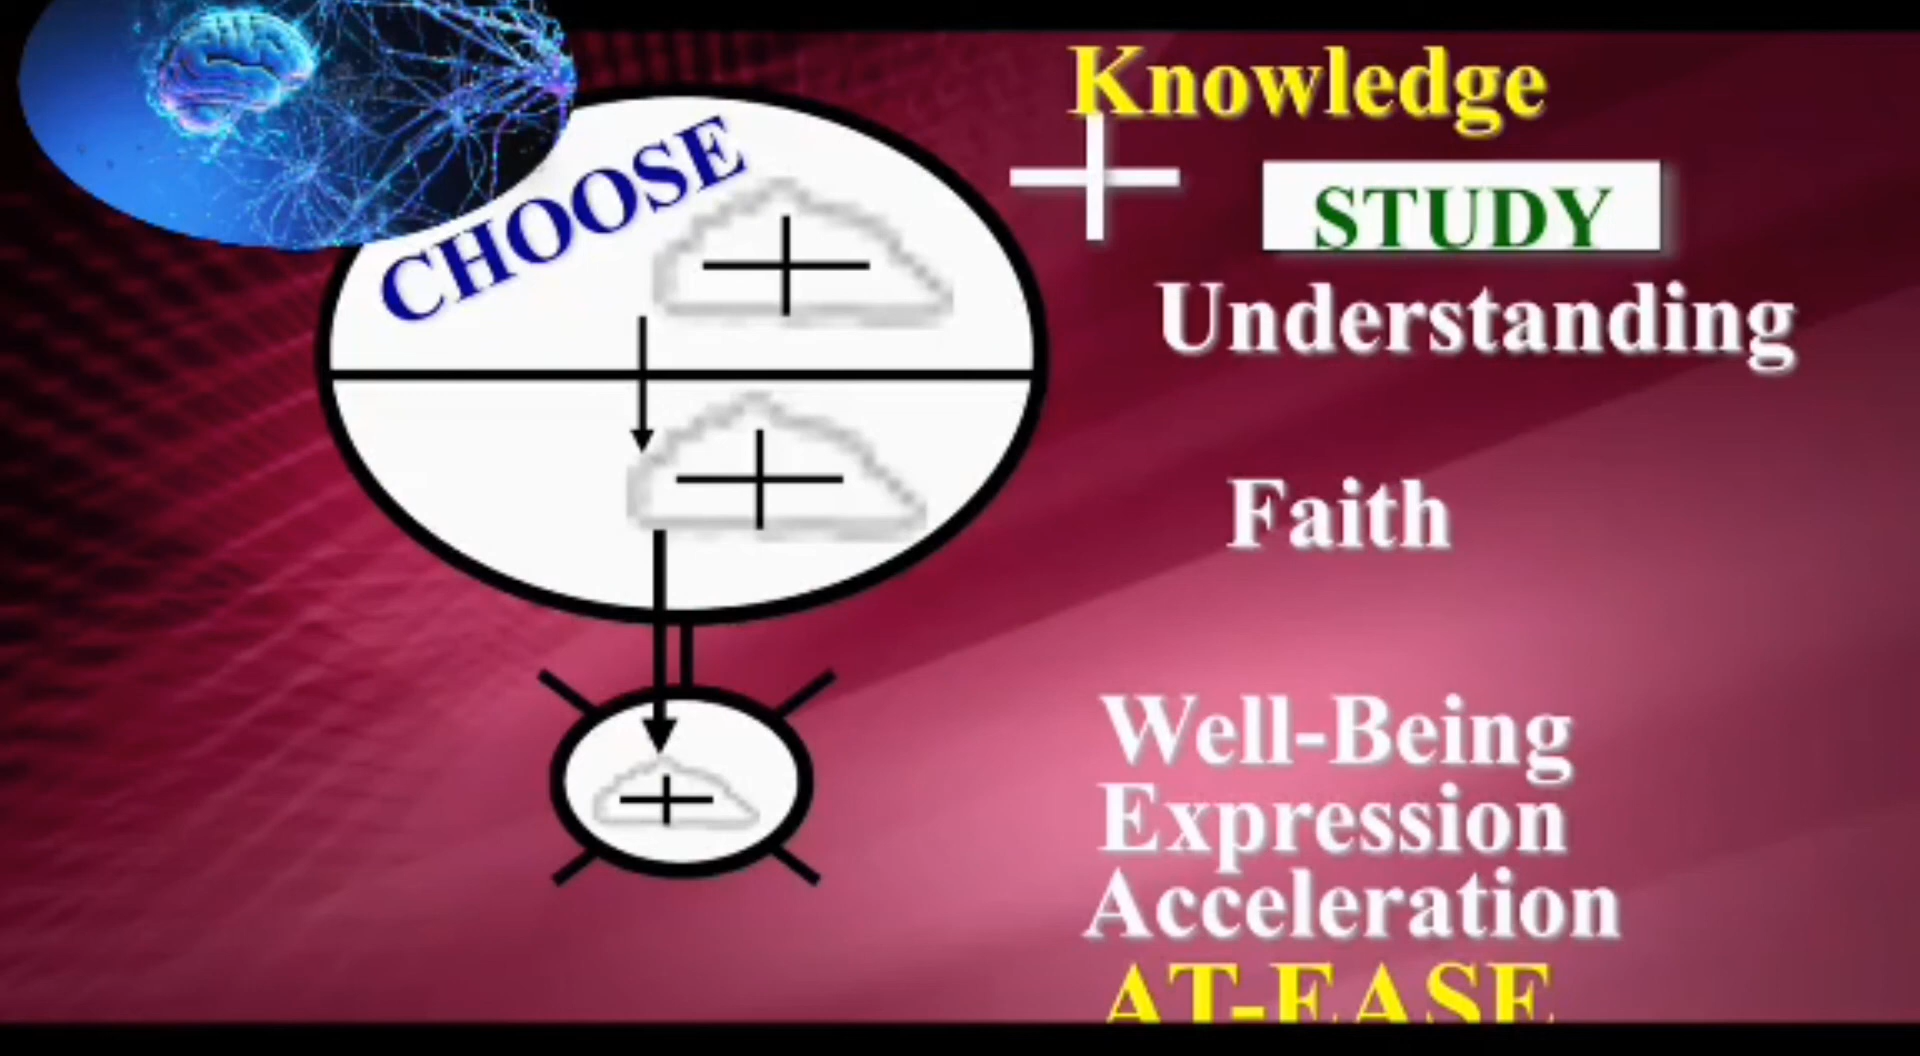 CHOOSE
Knowledge
STUDY
Understanding
Faith
Well-Being
Expression
Acceleration
AT-EASE